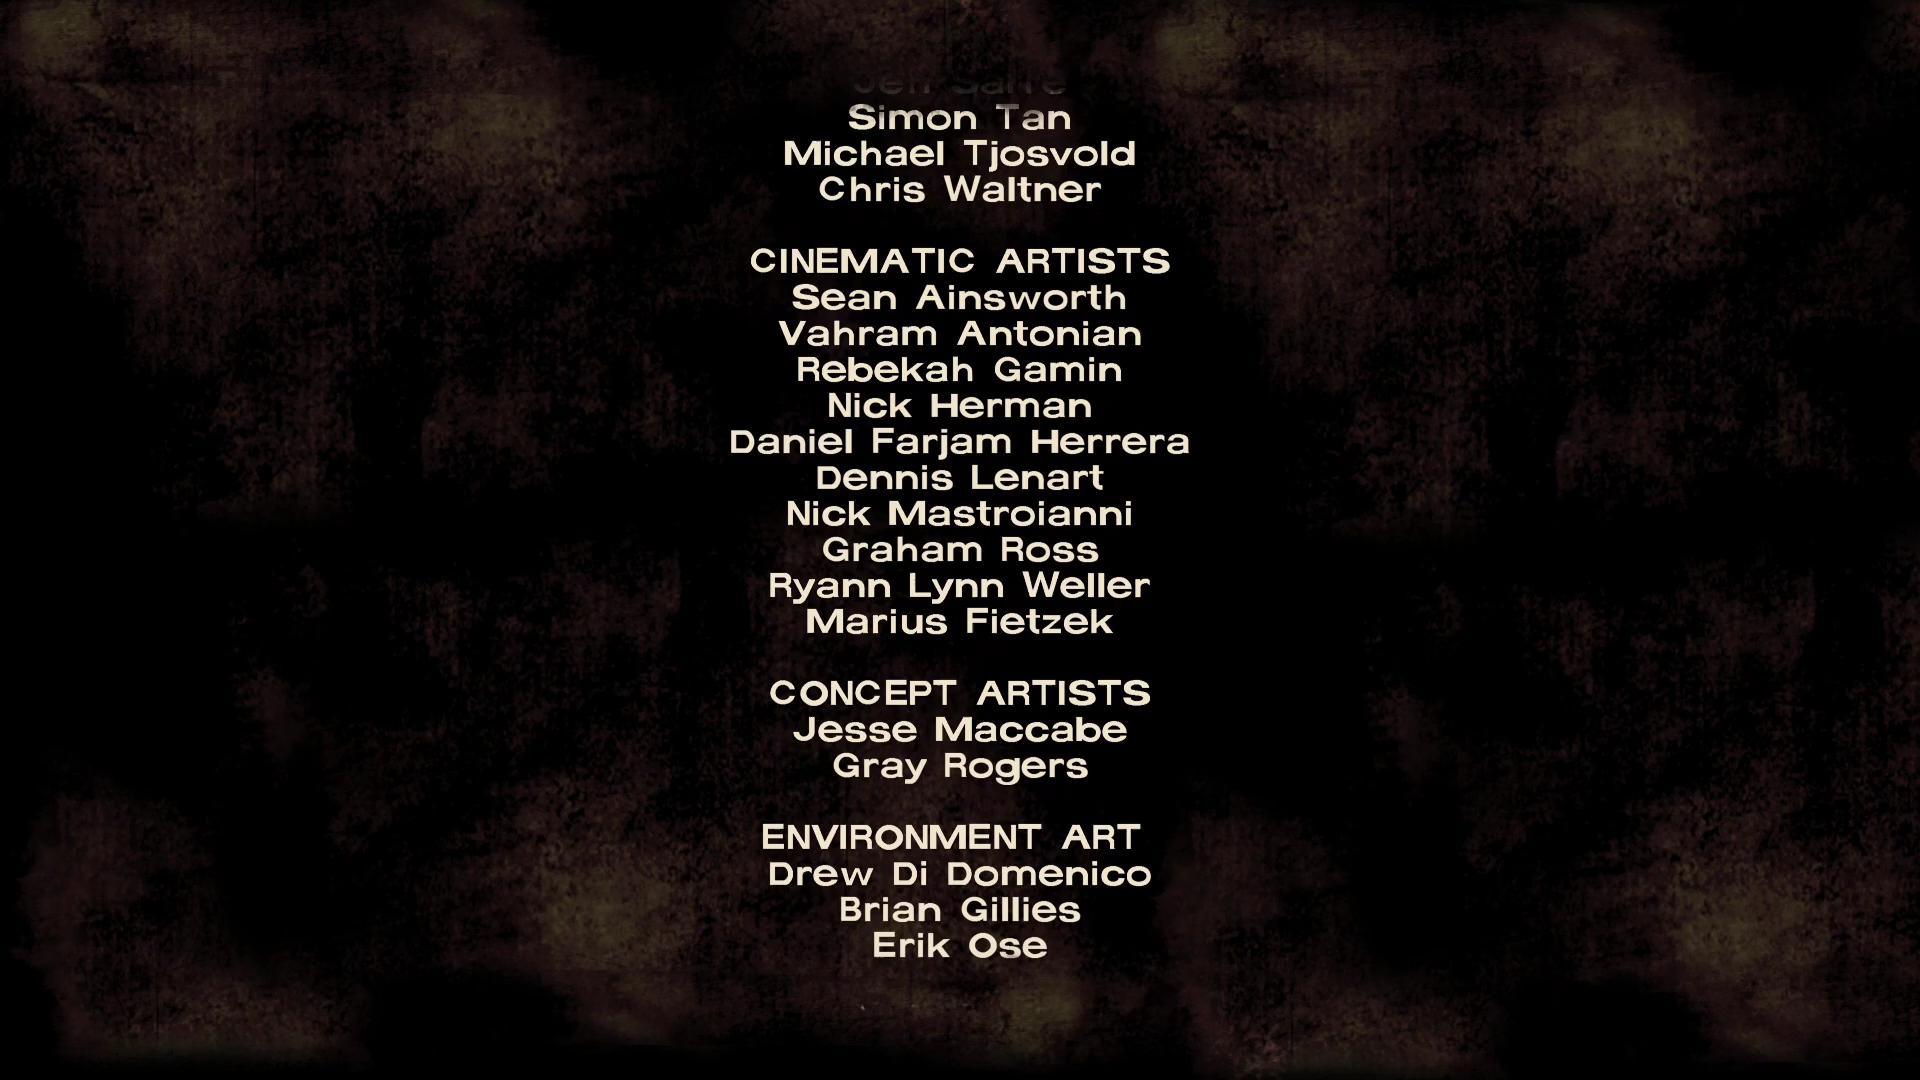 Simon Tan
Michael Tjosvold
Chris Waltner
CINEMATIC ARTISTS
Sean Ainsworth
Vahram Antonian
Rebekah Gamin
Nick Herman
Daniel Farjam Herrera
Dennis Lenart
Nick Mastroianni
Graham Ross
Ryann Lynn Weller
Marius Fietzek
CONCEPT ARTISTS
Jesse Maccabe
Gray Rogers
ENVIRONMENT ART
Drew Di Domenico
Brian Gillies
Erik Ose